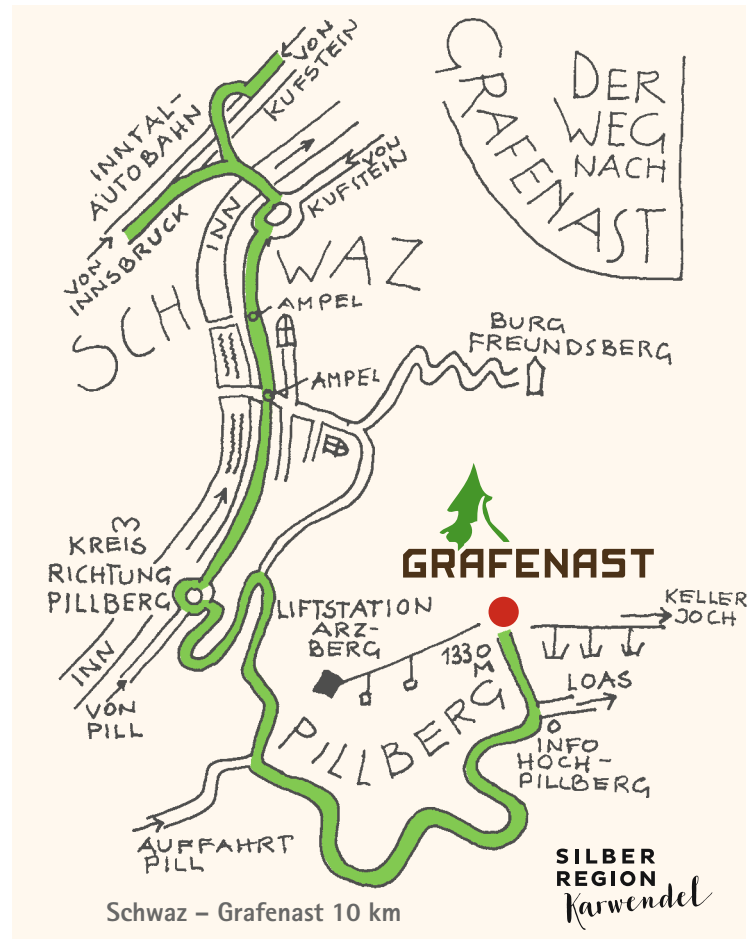 VON
KUFSTEIN
INNTAL-
AUTOBAHN
GRAFENAST
DER
WEG
NACH
VON
KUFSTEIN
INN
VON
INNSBRUCK
SCHWAZ
AMPEL
BURG
FREUNDSBERG
AMPEL
GRAFENAST
KREIS
RICHTUNG
PILLBERG
LIFTSTATION
ARZ-
BERG
KELLER
JOCH
1330
M
INN
VON
PILL
LOAS
PILLBERG
INFO
HOCH-
PILLBERG
AUFFAHRT
PILL
SILBER
REGION
Karwendel
Schwaz – Grafenast 10 km